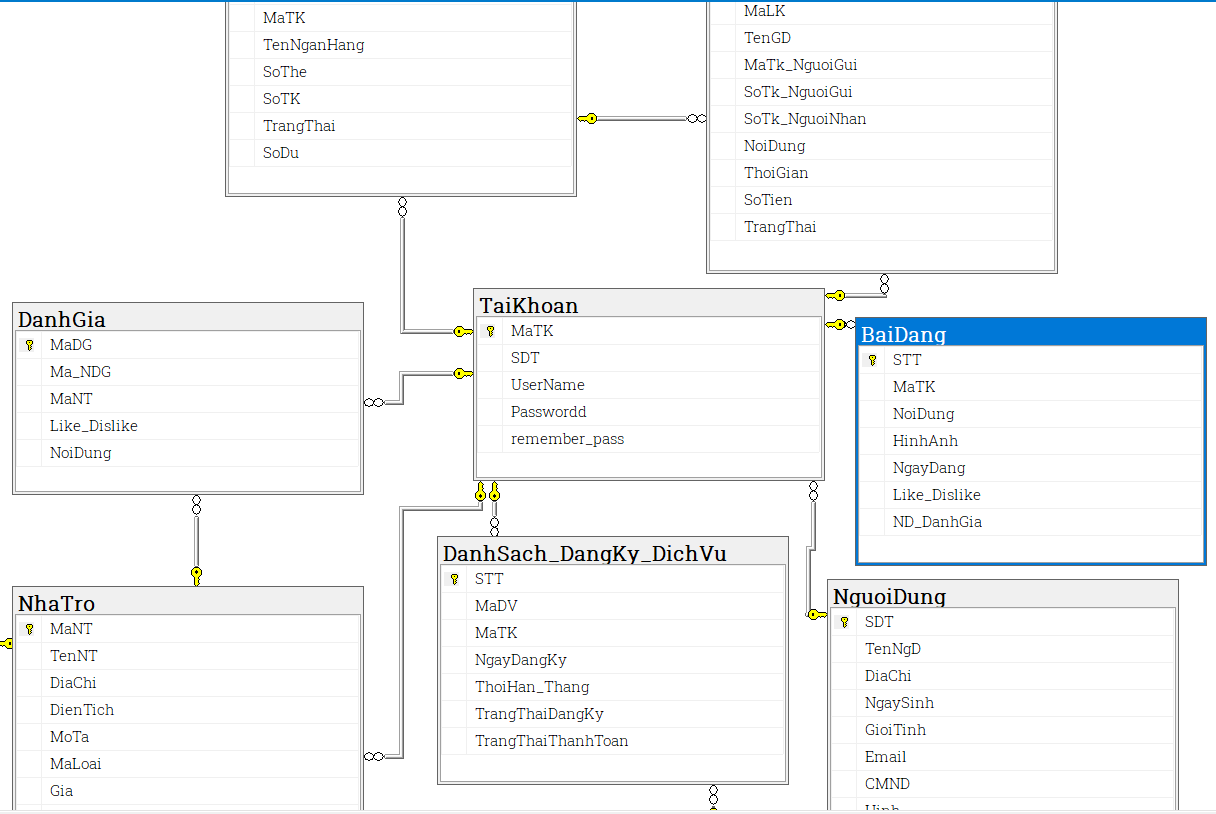 MaTK
TenNganHang
SoThe
SoTK
TrangThai
SoDu
MaLK
TenGD
MaTk_NguoiGui
SoTk_NguoiGui
SoTk_NguoiNhan
NoiDung
ThoiGian
SoTien
TrangThai
DanhGia
MaDG
Ma_NDG
MaNT
Like_Dislike
NoiDung
TaiKhoan
MaTK
SDT
UserName
Passwordd
remember_pass
BaiDang
STT
MaTK
NoiDung
HinhAnh
NgayDang
Like_Dislike
ND_DanhGia
NhaTro
MaNT
TenNT
DiaChi
DienTich
MoTa
MaLoai
Gia
DanhSach_DangKy_DichVu
STT
MaDV
MaTK
NgayDangKy
ThoiHan_Thang
TrangThaiDangKy
TrangThaiThanhToan
NguoiDung
SDT
TenNgD
DiaChi
NgaySinh
GioiTinh
Email
CMND